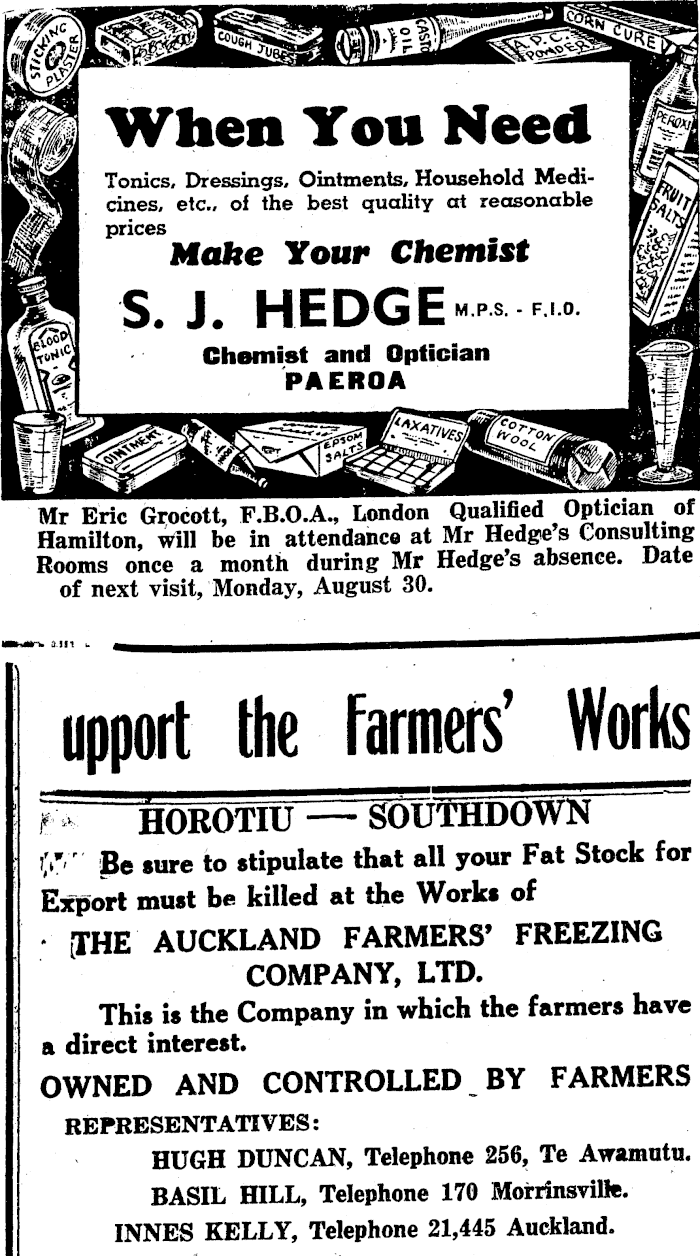 STICKING PLASTER
COUGH JUBES
CASTOR OIL
A.P.C. POWDERS
CORN CURE
PEROXI
FRUIT SALTS
When You Need
Tonics, Dressings, Ointments, Household Medi-
cines, etc., of the best quality at reasonable
prices
Make Your Chemist
S. J. HEDGE M.P.S. - F.I.O.
Chemist and Optician
PAEROA
BLOOD TONIC
OINTMENT
EPSOM SALTS
LAXATIVES
COTTON WOOL
Mr Eric Grocott, F.B.O.A., London Qualified Optician of
Hamilton, will be in attendance at Mr Hedge's Consulting
Rooms once a month during Mr Hedge's absence. Date
of next visit, Monday, August 30.
upport the Farmers' Works
HOROTIU — SOUTHDOWN
Be sure to stipulate that all your Fat Stock for
Export must be killed at the Works of
THE AUCKLAND FARMERS' FREEZING
COMPANY, LTD.
This is the Company in which the farmers have
a direct interest.
OWNED AND CONTROLLED BY FARMERS
REPRESENTATIVES:
HUGH DUNCAN, Telephone 256, Te Awamutu.
BASIL HILL, Telephone 170 Morrinsville.
INNES KELLY, Telephone 21,445 Auckland.